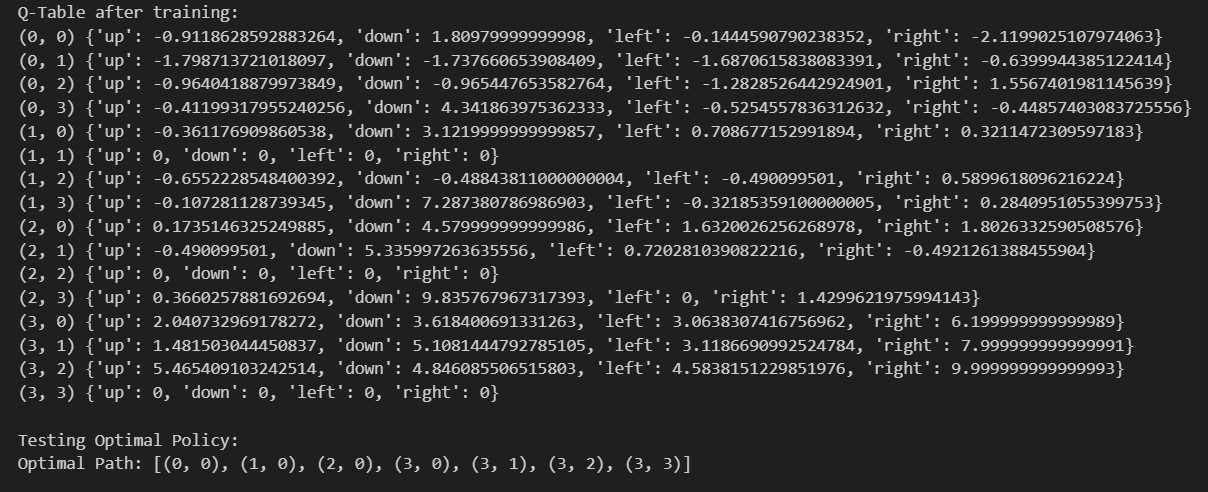 Q-Table after training:
(0, 0) {'up': -0.9118628592883264, 'down': 1.80979999999998, 'left': -0.1444590790238352, 'right': -2.1199025107974063}
(0, 1) {'up': -1.798713721018097, 'down': -1.737660653908409, 'left': -1.6870615838083391, 'right': -0.6399944385122414}
(0, 2) {'up': -0.9640418879973849, 'down': -0.965447653582764, 'left': -1.2828526442924901, 'right': 1.5567401981145639}
(0, 3) {'up': -0.41199317955240256, 'down': 4.341863975362333, 'left': -0.5254557836312632, 'right': -0.44857403083725556}
(1, 0) {'up': -0.361176909860538, 'down': 3.1219999999999857, 'left': 0.708677152991894, 'right': 0.3211472309597183}
(1, 1) {'up': 0, 'down': 0, 'left': 0, 'right': 0}
(1, 2) {'up': -0.6552228548400392, 'down': -0.48843811000000004, 'left': -0.490099501, 'right': 0.5899618096216224}
(1, 3) {'up': -0.107281128739345, 'down': 7.287380786986903, 'left': -0.32185359100000005, 'right': 0.2840951055399753}
(2, 0) {'up': 0.1735146325249885, 'down': 4.579999999999986, 'left': 1.6320026256268978, 'right': 1.8026332590508576}
(2, 1) {'up': -0.490099501, 'down': 5.335997263635556, 'left': 0.7202810390822216, 'right': -0.4921261388455904}
(2, 2) {'up': 0, 'down': 0, 'left': 0, 'right': 0}
(2, 3) {'up': 0.3660257881692694, 'down': 9.835767967317393, 'left': 0, 'right': 1.4299621975994143}
(3, 0) {'up': 2.040732969178272, 'down': 3.618400691331263, 'left': 3.0638307416756962, 'right': 6.199999999999989}
(3, 1) {'up': 1.481503044450837, 'down': 5.1081444792785105, 'left': 3.1186690992524784, 'right': 7.999999999999991}
(3, 2) {'up': 5.465409103242514, 'down': 4.846085506515803, 'left': 4.5838151229851976, 'right': 9.999999999999993}
(3, 3) {'up': 0, 'down': 0, 'left': 0, 'right': 0}
Testing Optimal Policy:
Optimal Path: [(0, 0), (1, 0), (2, 0), (3, 0), (3, 1), (3, 2), (3, 3)]